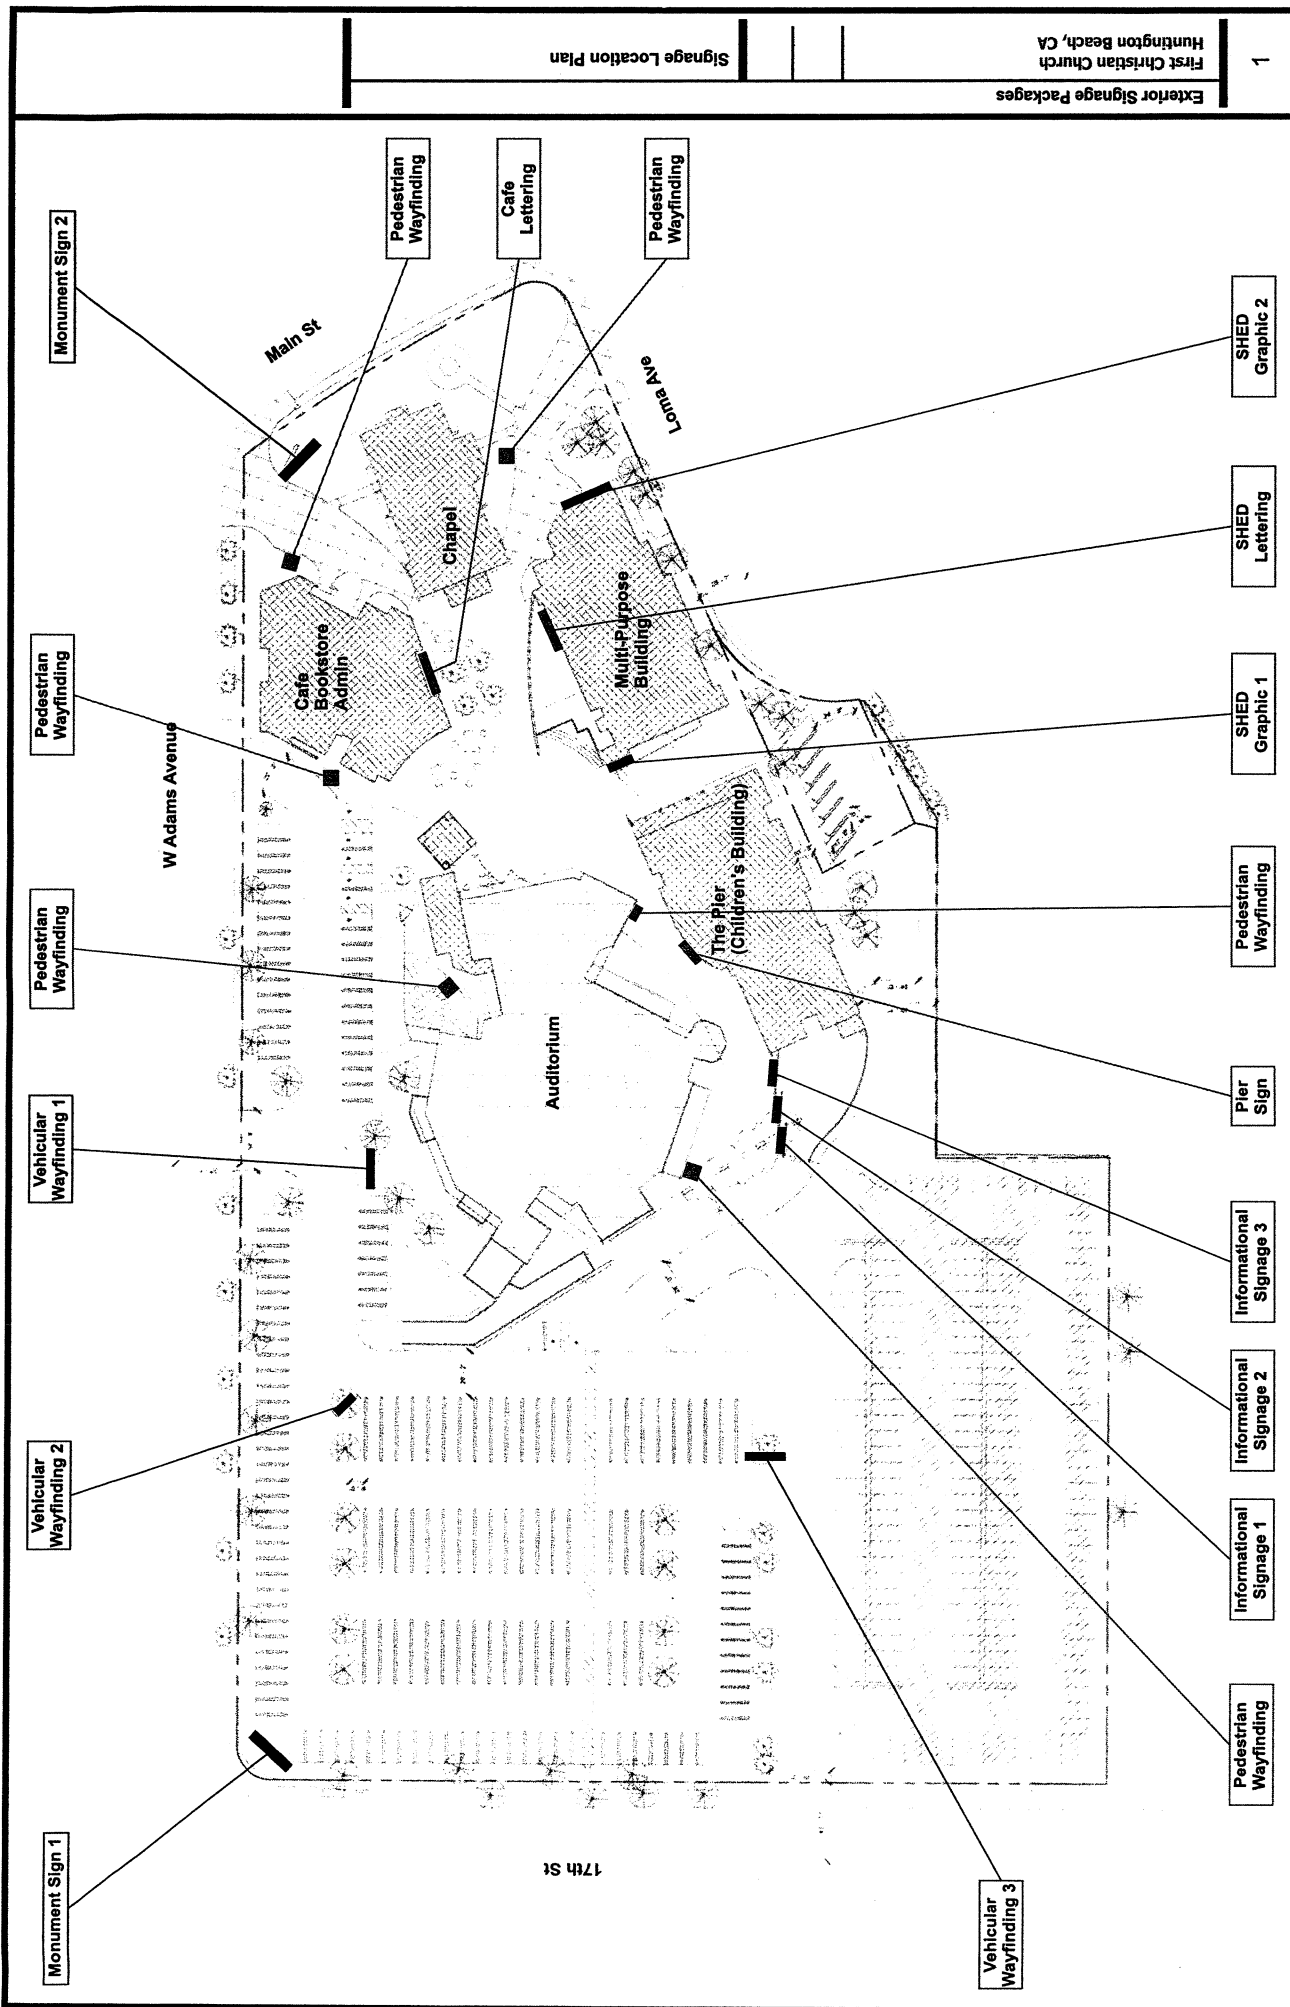 Exterior Signage Packages
First Christian Church
Huntington Beach, CA
Signage Location Plan
1
Monument Sign 1
Vehicular
Wayfinding 2
Vehicular
Wayfinding 1
Pedestrian
Wayfinding
Pedestrian
Wayfinding
Monument Sign 2
Pedestrian
Wayfinding
Cafe
Lettering
Pedestrian
Wayfinding
W Adams Avenue
Main St
Loma Ave
17th St
Cafe
Bookstore
Admin
Chapel
Multi-Purpose
Building
The Pier
(Children's Building)
Auditorium
Vehicular
Wayfinding 3
Pedestrian
Wayfinding
Informational
Signage 1
Informational
Signage 2
Informational
Signage 3
Pier
Sign
Pedestrian
Wayfinding
SHED
Graphic 1
SHED
Lettering
SHED
Graphic 2